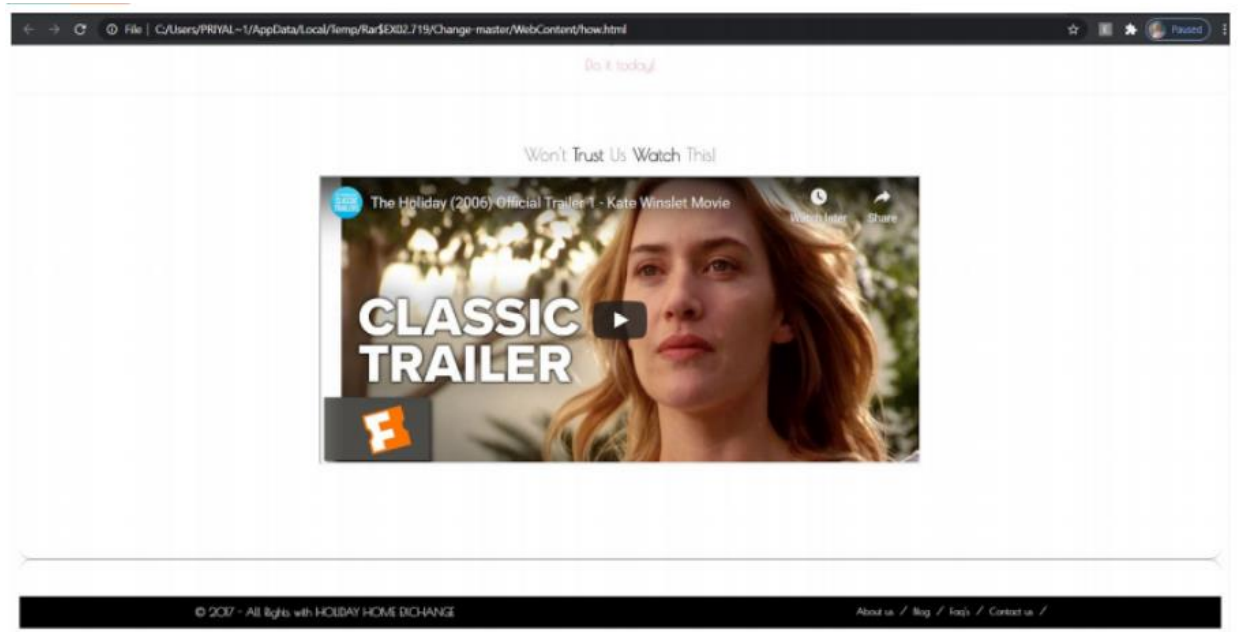 File | C:/Users/PRIYAL~1/AppData/Local/Temp/Rar$EX02.719/Change-master/WebContent/how.html
Paused
Do it today!
Won't Trust Us Watch This!
The Holiday (2006) Official Trailer 1 - Kate Winslet Movie
Watch later Share
CLASSIC
TRAILER
© 2017 - All Rights with HOLIDAY HOME EXCHANGE About us / Blog / Faq's / Contact us /